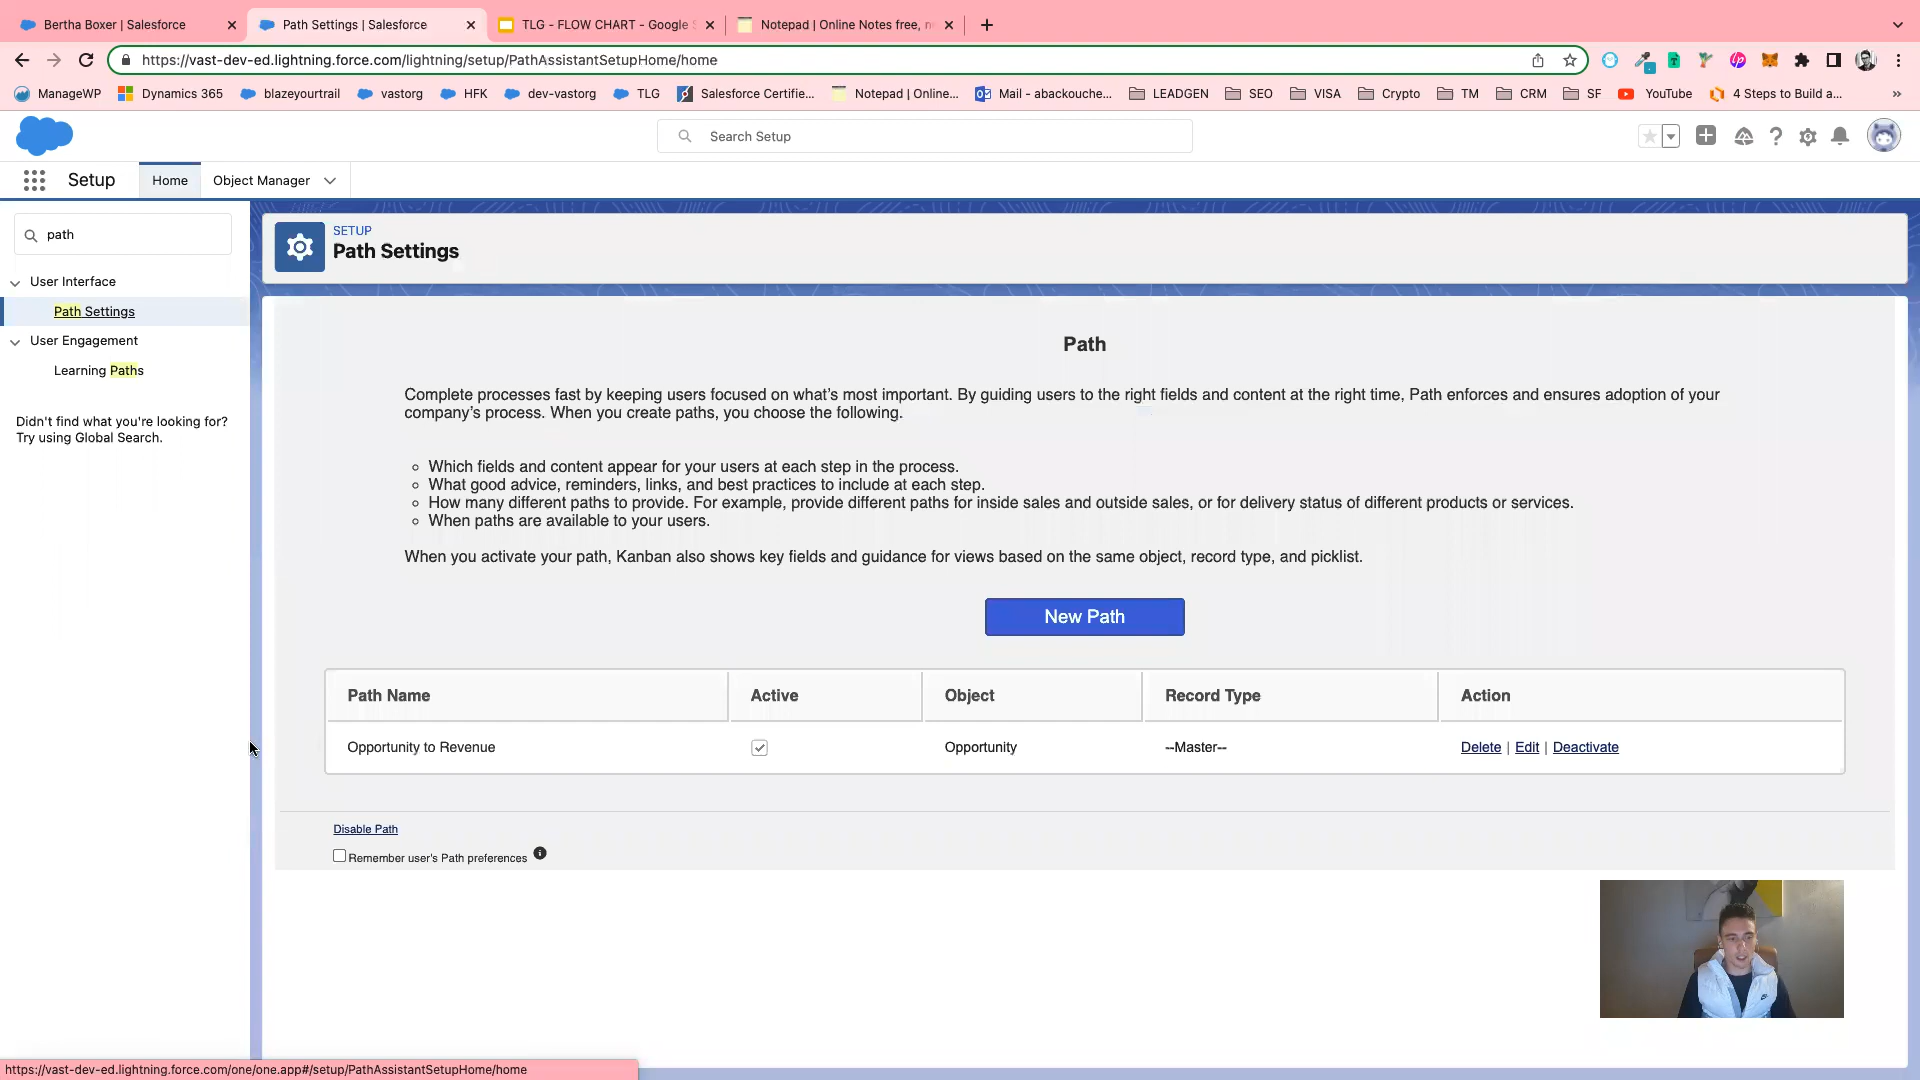 Bertha Boxer | Salesforce
Path Settings | Salesforce
TLG - FLOW CHART - Google
Notepad | Online Notes free,
https://vast-dev-ed.lightning.force.com/lightning/setup/PathAssistantSetupHome/home
ManageWP
Dynamics 365
blazeyourtrail
vastorg
HFK
dev-vastorg
TLG
Salesforce Certifie...
Notepad | Online...
Mail - abackouche...
LEADGEN
SEO
VISA
Crypto
TM
CRM
SF
YouTube
4 Steps to Build a...
Search Setup
Setup
Home
Object Manager
path
User Interface
Path Settings
User Engagement
Learning Paths
Didn't find what you're looking for?
Try using Global Search.
SETUP
Path Settings
Path
Complete processes fast by keeping users focused on what's most important. By guiding users to the right fields and content at the right time, Path enforces and ensures adoption of your
company's process. When you create paths, you choose the following.
Which fields and content appear for your users at each step in the process.
What good advice, reminders, links, and best practices to include at each step.
How many different paths to provide. For example, provide different paths for inside sales and outside sales, or for delivery status of different products or services.
When paths are available to your users.
When you activate your path, Kanban also shows key fields and guidance for views based on the same object, record type, and picklist.
New Path
Path Name Active Object Record Type Action
Opportunity to Revenue Opportunity --Master-- Delete | Edit | Deactivate
Disable Path
Remember user's Path preferences
https://vast-dev-ed.lightning.force.com/one/one.app#/setup/PathAssistantSetupHome/home